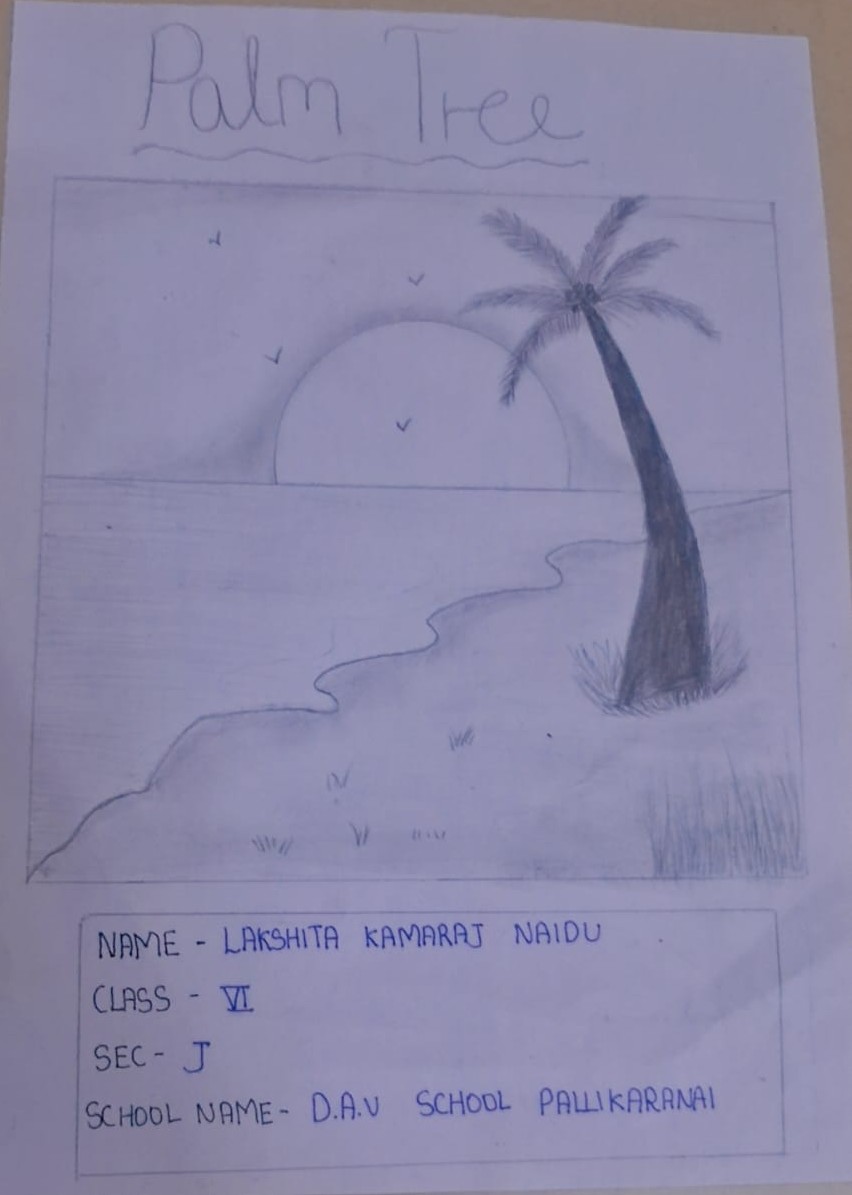 Palm Tree
NAME - LAKSHITA KAMARAJ NAIDU
CLASS - VI
SEC - J
SCHOOL NAME - D.A.V SCHOOL PALLIKARANAI